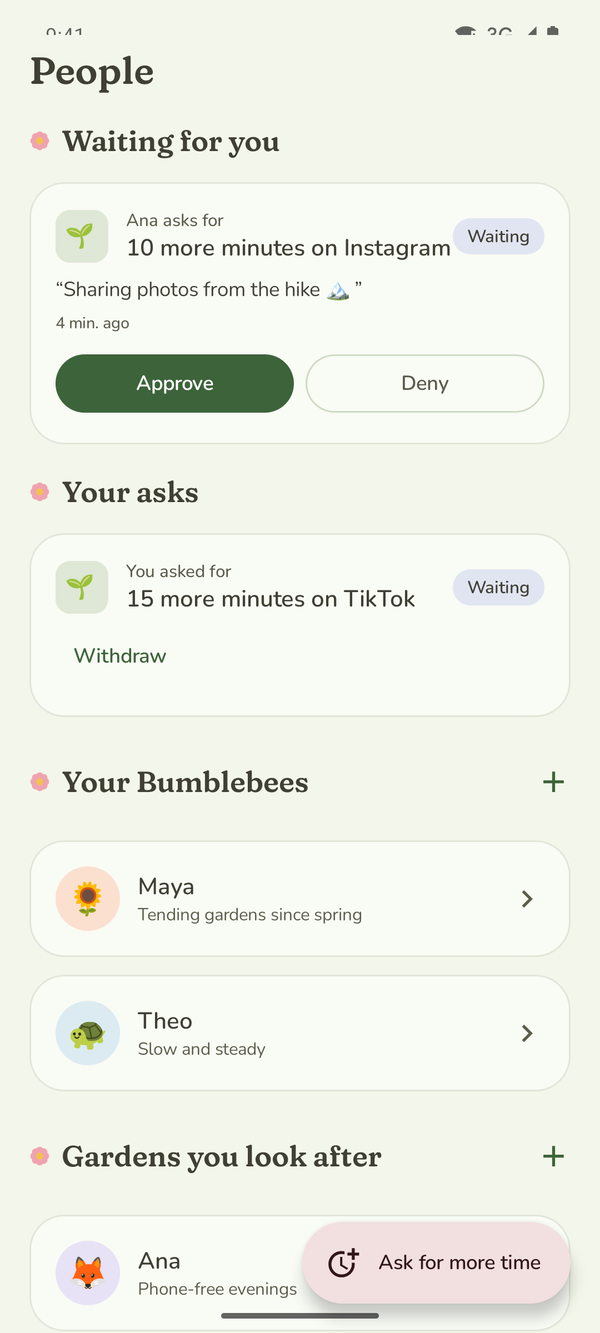 9:41
3G
People
Waiting for you
Ana asks for
10 more minutes on Instagram
Waiting
“Sharing photos from the hike 🏔️ ”
4 min. ago
Approve
Deny
Your asks
You asked for
15 more minutes on TikTok
Waiting
Withdraw
Your Bumblebees
Maya
Tending gardens since spring
Theo
Slow and steady
Gardens you look after
Ana
Phone-free evenings
Ask for more time